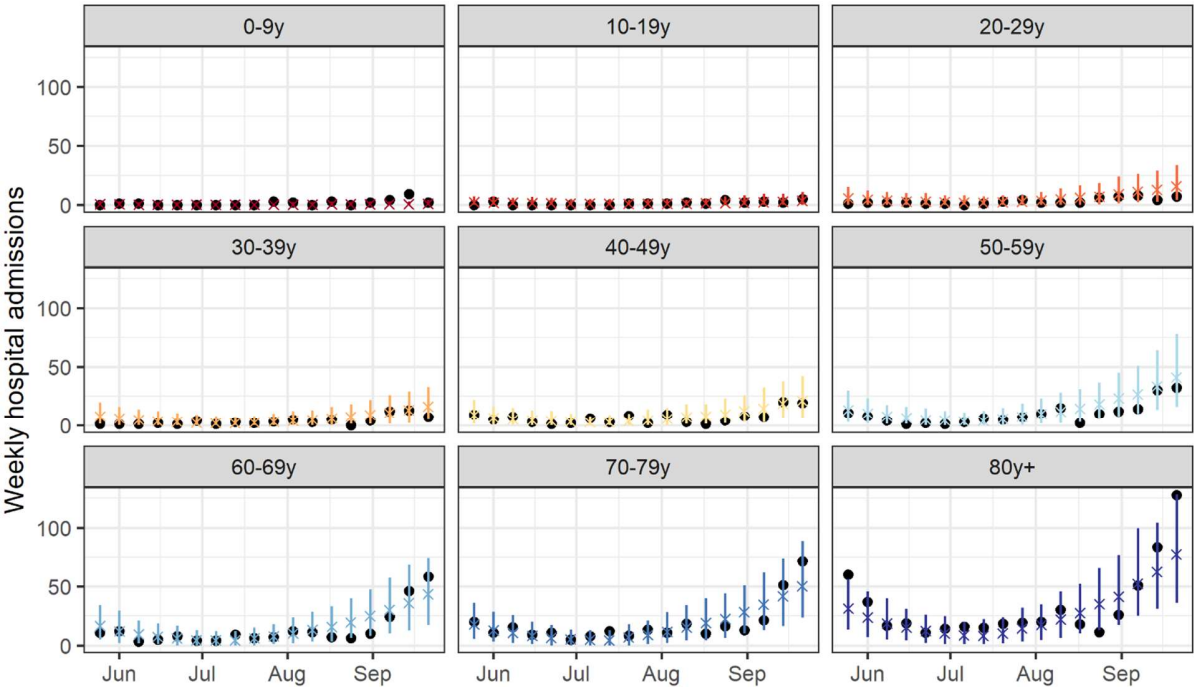 0-9y 10-19y 20-29y
100
50
0
30-39y 40-49y 50-59y
100
50
0
60-69y 70-79y 80y+
100
50
0
Jun Jul Aug Sep Jun Jul Aug Sep Jun Jul Aug Sep
Weekly hospital admissions